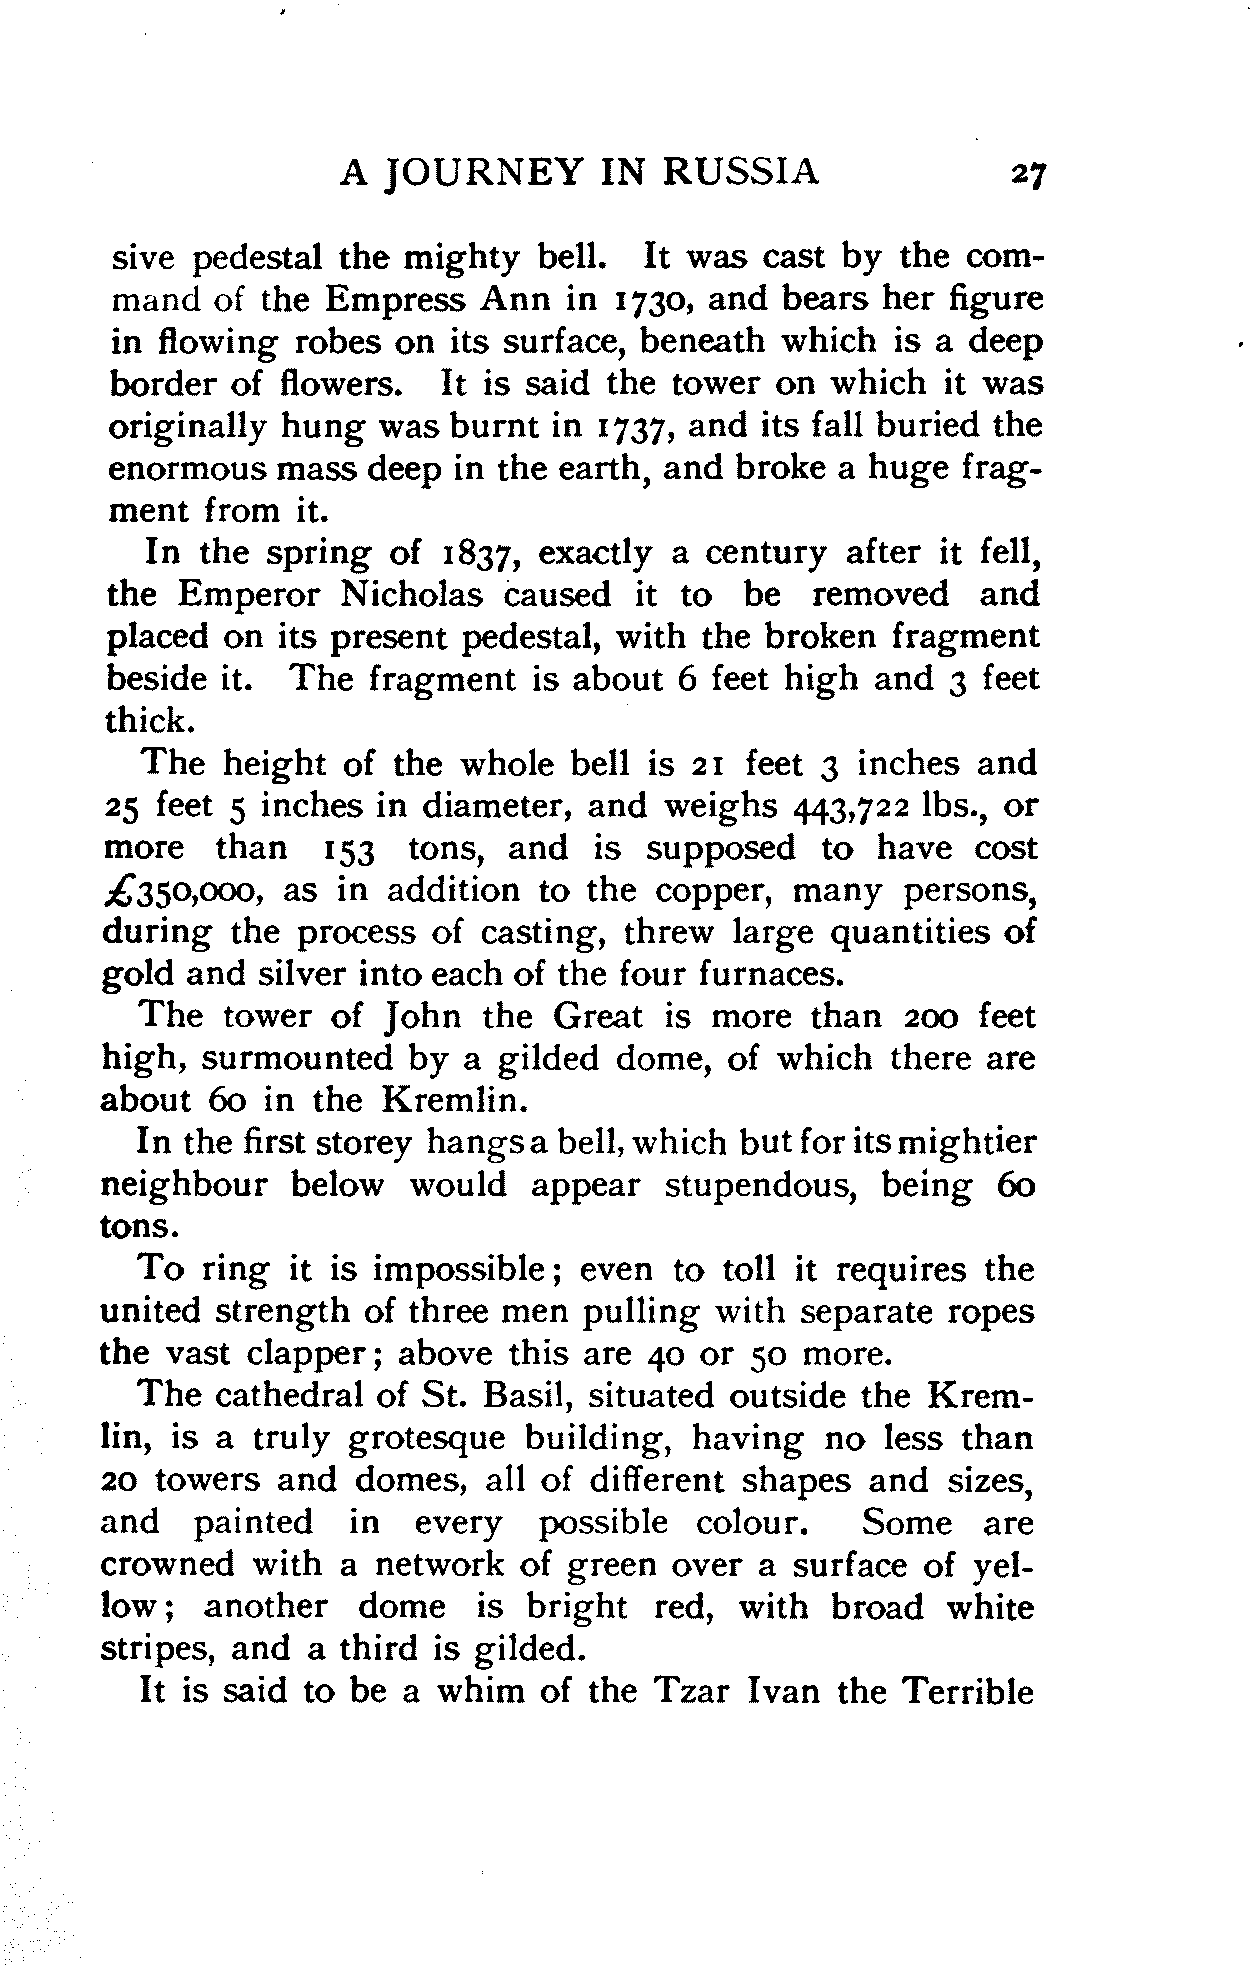 A JOURNEY IN RUSSIA 27
sive pedestal the mighty bell. It was cast by the com-
mand of the Empress Ann in 1730, and bears her figure
in flowing robes on its surface, beneath which is a deep
border of flowers. It is said the tower on which it was
originally hung was burnt in 1737, and its fall buried the
enormous mass deep in the earth, and broke a huge frag-
ment from it.
In the spring of 1837, exactly a century after it fell,
the Emperor Nicholas caused it to be removed and
placed on its present pedestal, with the broken fragment
beside it. The fragment is about 6 feet high and 3 feet
thick.
The height of the whole bell is 21 feet 3 inches and
25 feet 5 inches in diameter, and weighs 443,722 lbs., or
more than 153 tons, and is supposed to have cost
£350,000, as in addition to the copper, many persons,
during the process of casting, threw large quantities of
gold and silver into each of the four furnaces.
The tower of John the Great is more than 200 feet
high, surmounted by a gilded dome, of which there are
about 60 in the Kremlin.
In the first storey hangs a bell, which but for its mightier
neighbour below would appear stupendous, being 60
tons.
To ring it is impossible; even to toll it requires the
united strength of three men pulling with separate ropes
the vast clapper; above this are 40 or 50 more.
The cathedral of St. Basil, situated outside the Krem-
lin, is a truly grotesque building, having no less than
20 towers and domes, all of different shapes and sizes,
and painted in every possible colour. Some are
crowned with a network of green over a surface of yel-
low; another dome is bright red, with broad white
stripes, and a third is gilded.
It is said to be a whim of the Tzar Ivan the Terrible